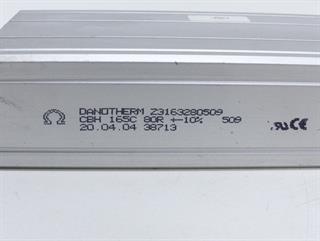 DANOTHERM Z3163280509
CBH 165C 80R +-10% 509
20.04.04 38713